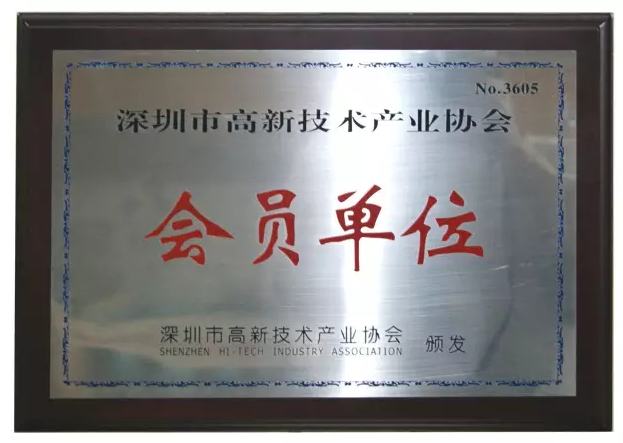 No.3605
深圳市高新技术产业协会
会员单位
深圳市高新技术产业协会
SHENZHEN HI-TECH INDUSTRY ASSOCIATION
颁发